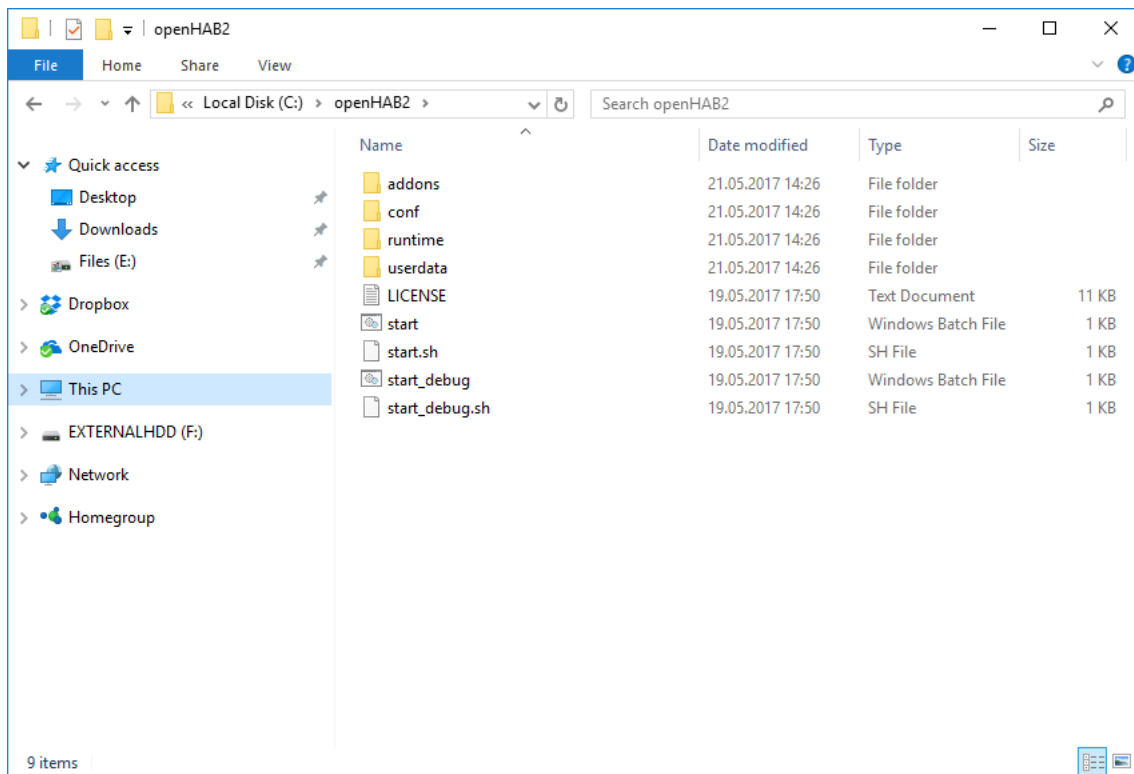 openHAB2
File Home Share View
« Local Disk (C:) > openHAB2 > Search openHAB2
Name Date modified Type Size
Quick access
Desktop
Downloads
Files (E:)
Dropbox
OneDrive
This PC
EXTERNALHDD (F:)
Network
Homegroup
addons 21.05.2017 14:26 File folder
conf 21.05.2017 14:26 File folder
runtime 21.05.2017 14:26 File folder
userdata 21.05.2017 14:26 File folder
LICENSE 19.05.2017 17:50 Text Document 11 KB
start 19.05.2017 17:50 Windows Batch File 1 KB
start.sh 19.05.2017 17:50 SH File 1 KB
start_debug 19.05.2017 17:50 Windows Batch File 1 KB
start_debug.sh 19.05.2017 17:50 SH File 1 KB
9 items